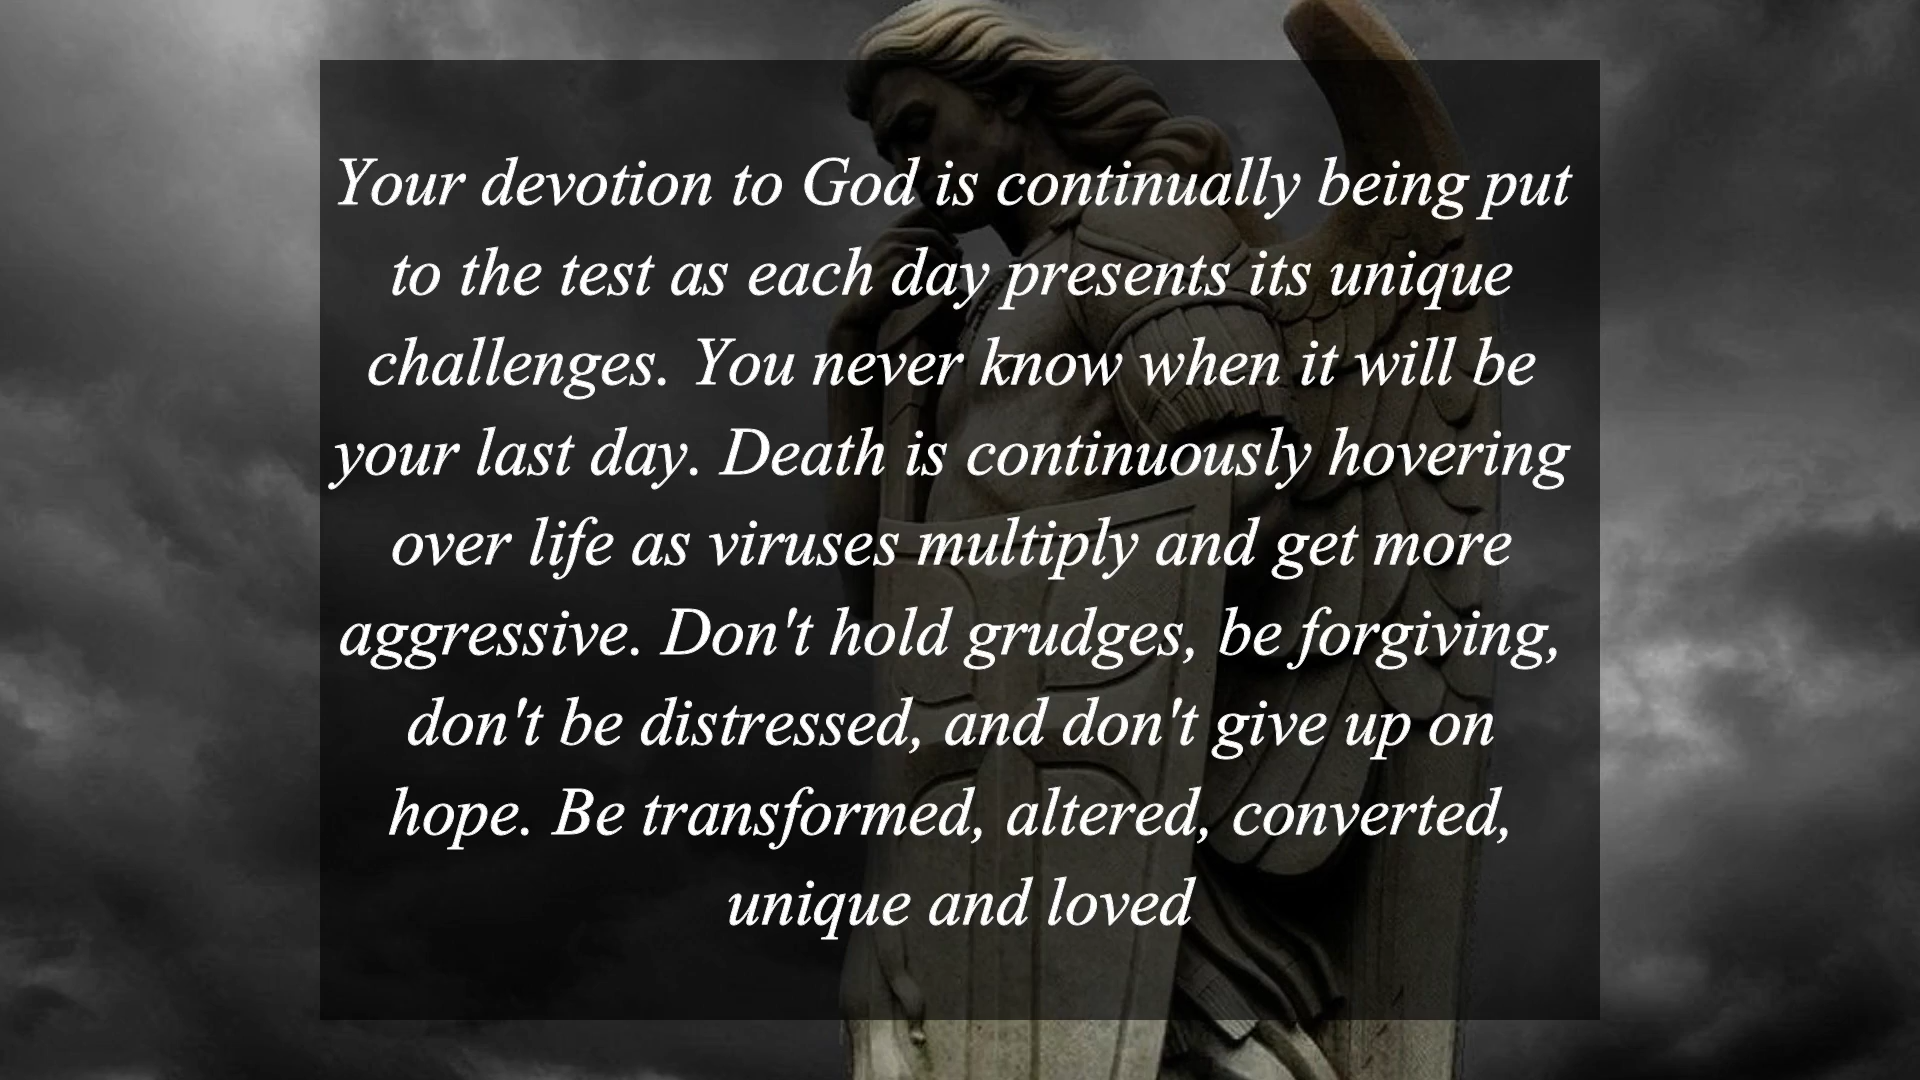 Your devotion to God is continually being put
to the test as each day presents its unique
challenges. You never know when it will be
your last day. Death is continuously hovering
over life as viruses multiply and get more
aggressive. Don't hold grudges, be forgiving,
don't be distressed, and don't give up on
hope. Be transformed, altered, converted,
unique and loved